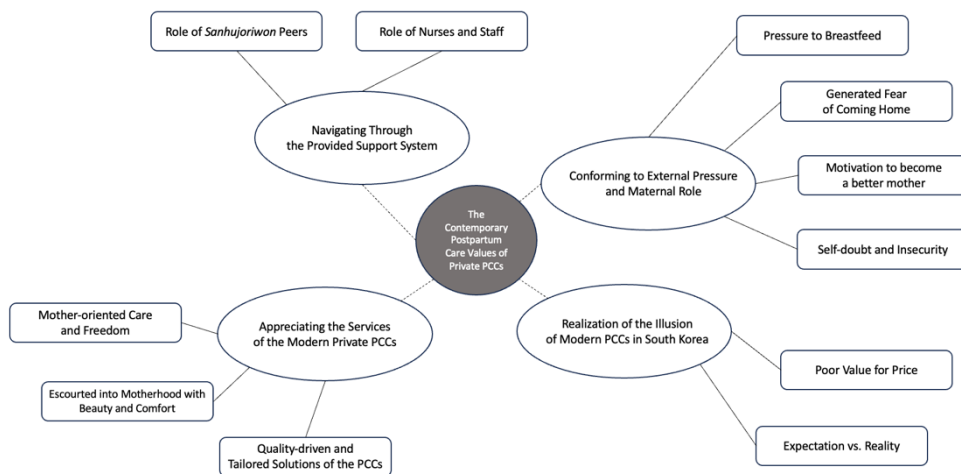 Role of Sanhujoriwon Peers
Role of Nurses and Staff
Navigating Through
the Provided Support System
Pressure to Breastfeed
Generated Fear
of Coming Home
Conforming to External Pressure
and Maternal Role
Motivation to become
a better mother
Self-doubt and Insecurity
The
Contemporary
Postpartum
Care Values of
Private PCCs
Mother-oriented Care
and Freedom
Appreciating the Services
of the Modern Private PCCs
Escourted into Motherhood with
Beauty and Comfort
Quality-driven and
Tailored Solutions of the PCCs
Realization of the Illusion
of Modern PCCs in South Korea
Poor Value for Price
Expectation vs. Reality